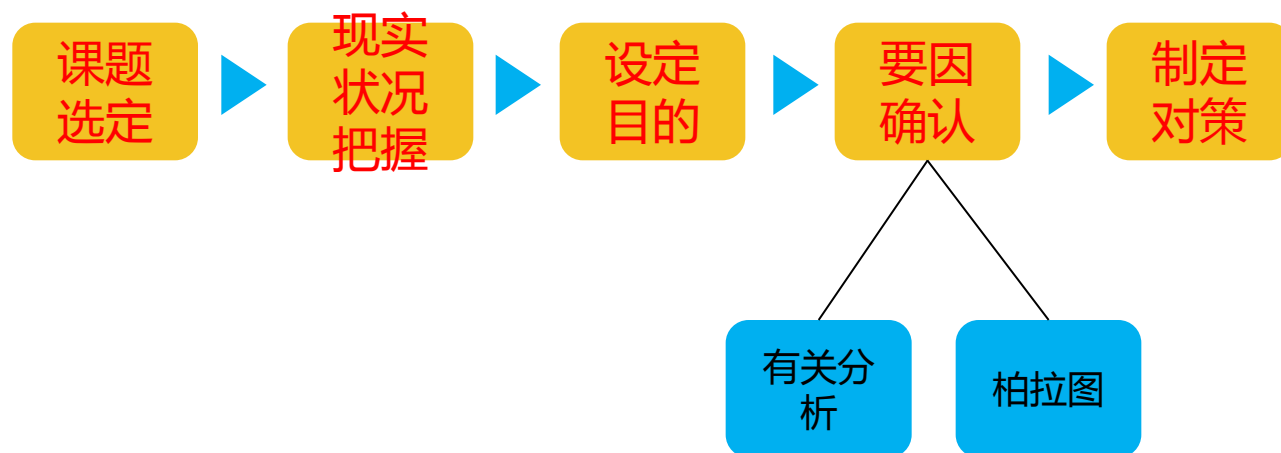 课题
选定
现实
状况
把握
设定
目的
要因
确认
制定
对策
有关分
析
柏拉图